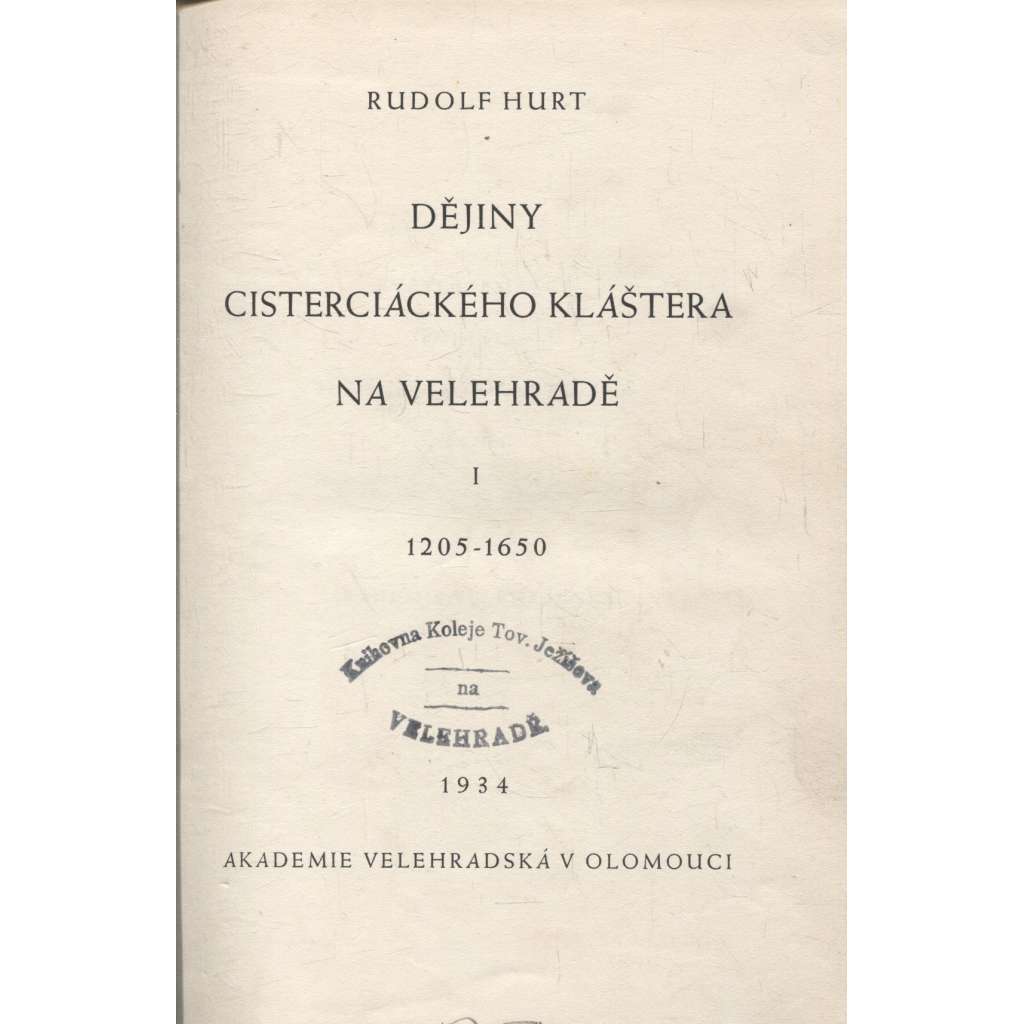 RUDOLF HURT
DĚJINY
CISTERCIÁCKÉHO KLÁŠTERA
NA VELEHRADĚ
I
1205-1650
Knihovna Koleje Tov. Ježíšova
na
VELEHRADĚ.
1934
AKADEMIE VELEHRADSKÁ V OLOMOUCI